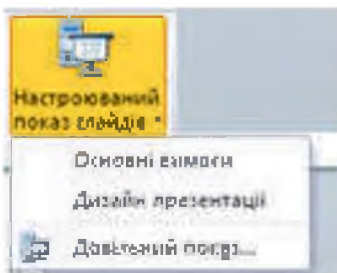 Настроюваний
показ слайдів
Основні вимоги
Дизайн презентації
Довільний показ...